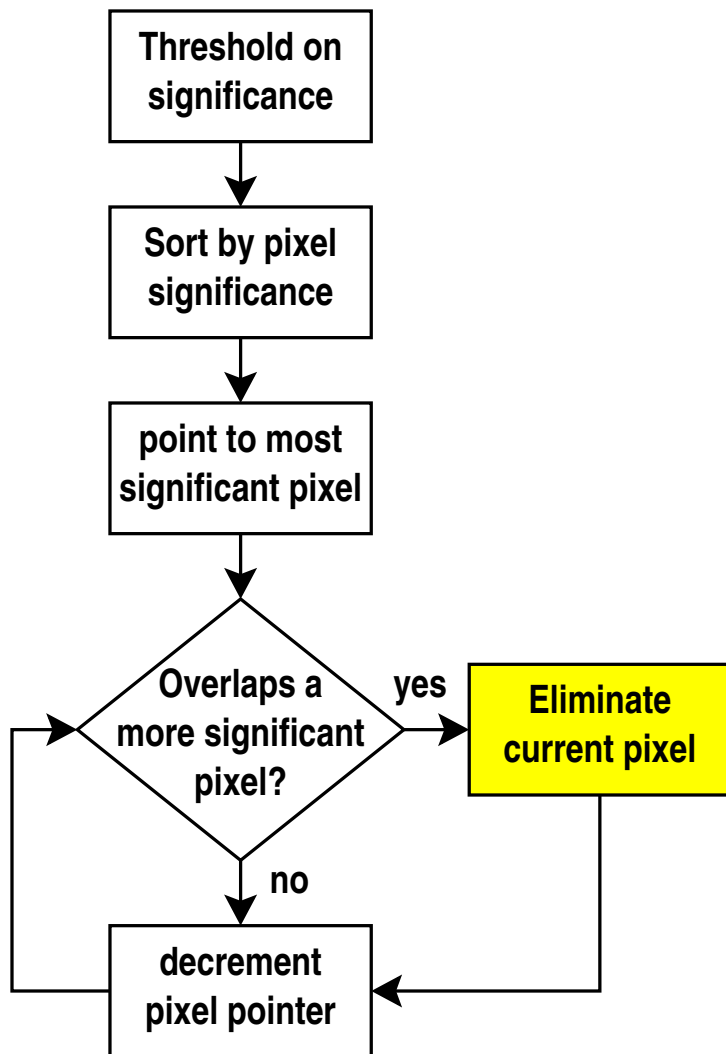 Threshold on
significance
Sort by pixel
significance
point to most
significant pixel
Overlaps a
more significant
pixel?
yes
Eliminate
current pixel
no
decrement
pixel pointer